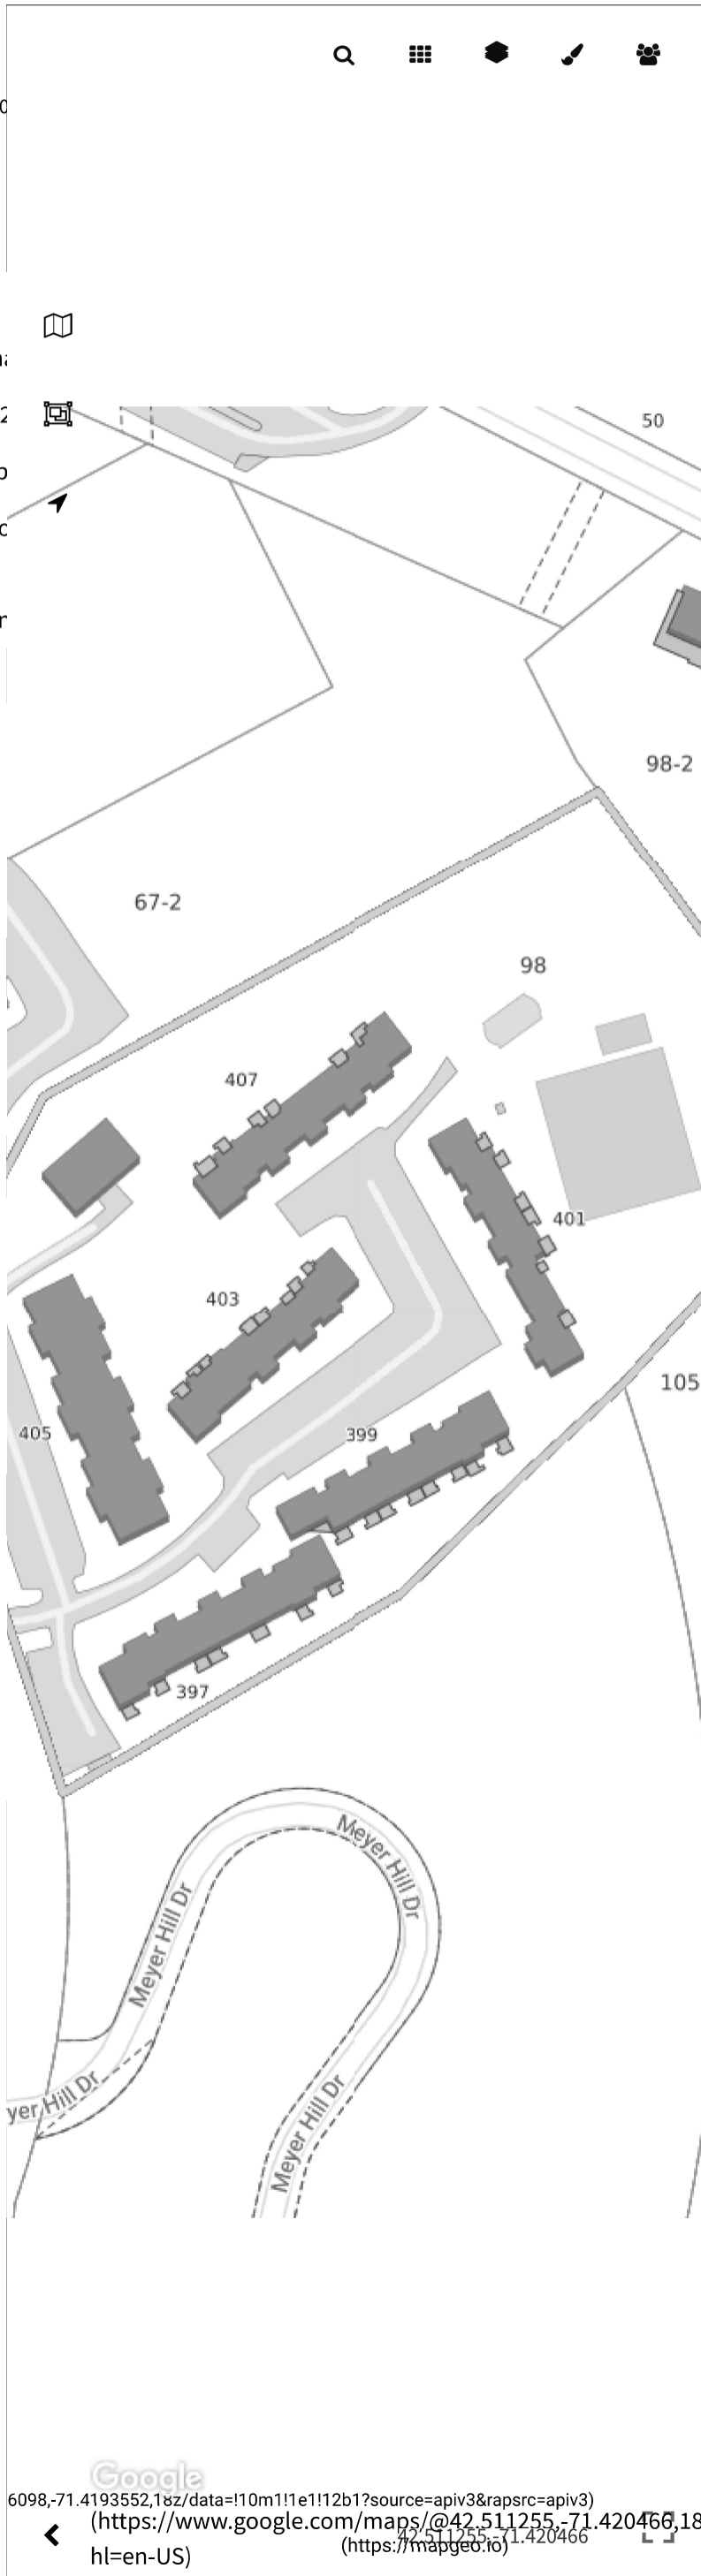 50
98-2
67-2
98
407
401
403
105
405
399
397
Meyer Hill Dr
Meyer Hill Dr
yer Hill Dr
Meyer Hill Dr
Google
6098,-71.4193552,18z/data=!10m1!1e1!12b1?source=apiv3&rapsrc=apiv3)
(https://www.google.com/maps/@42.511255,-71.420466,18
42.511255,-71.420466
(https://mapgeo.io)
hl=en-US)